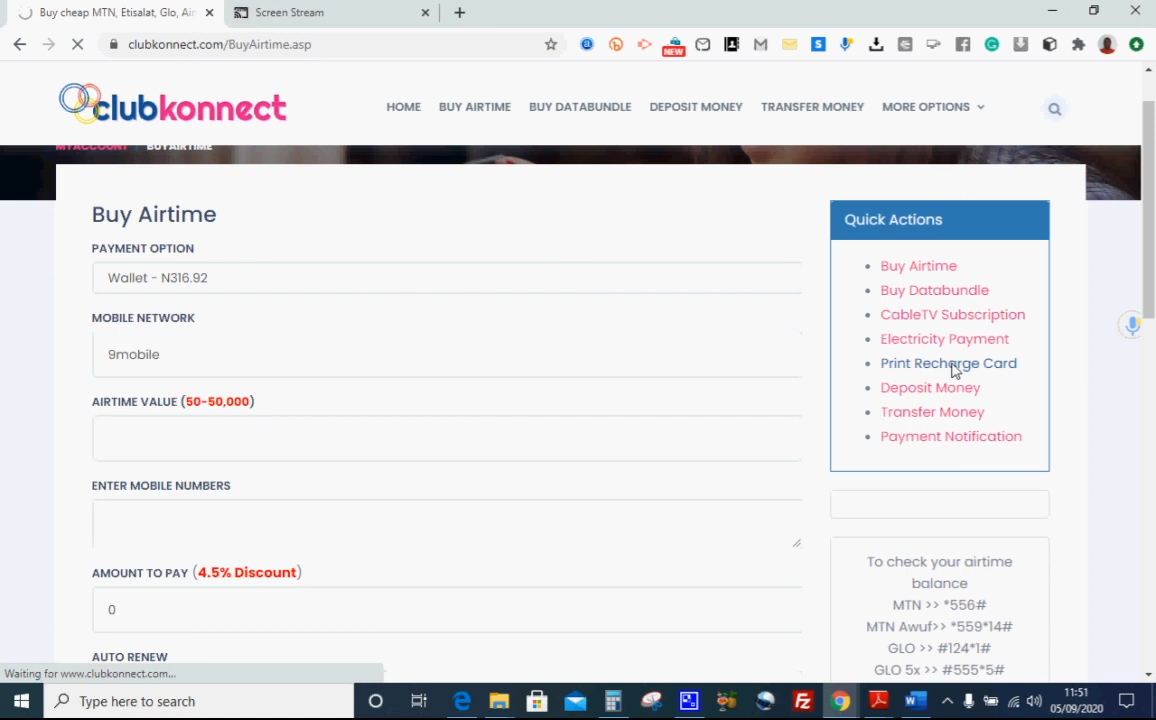 Buy cheap MTN, Etisalat, Glo, Air
Screen Stream
clubkonnect.com/BuyAirtime.asp
NEW
clubkonnect
HOME
BUY AIRTIME
BUY DATABUNDLE
DEPOSIT MONEY
TRANSFER MONEY
MORE OPTIONS
MY ACCOUNT
BUY AIRTIME
Buy Airtime
PAYMENT OPTION
Wallet - N316.92
MOBILE NETWORK
9mobile
AIRTIME VALUE (50-50,000)
ENTER MOBILE NUMBERS
AMOUNT TO PAY (4.5% Discount)
0
AUTO RENEW
Quick Actions
Buy Airtime
Buy Databundle
CableTV Subscription
Electricity Payment
Print Recharge Card
Deposit Money
Transfer Money
Payment Notification
To check your airtime
balance
MTN >> *556#
MTN Awuf>> *559*14#
GLO >> #124*1#
GLO 5x >> #555*5#
Waiting for www.clubkonnect.com...
Type here to search
11:51
05/09/2020